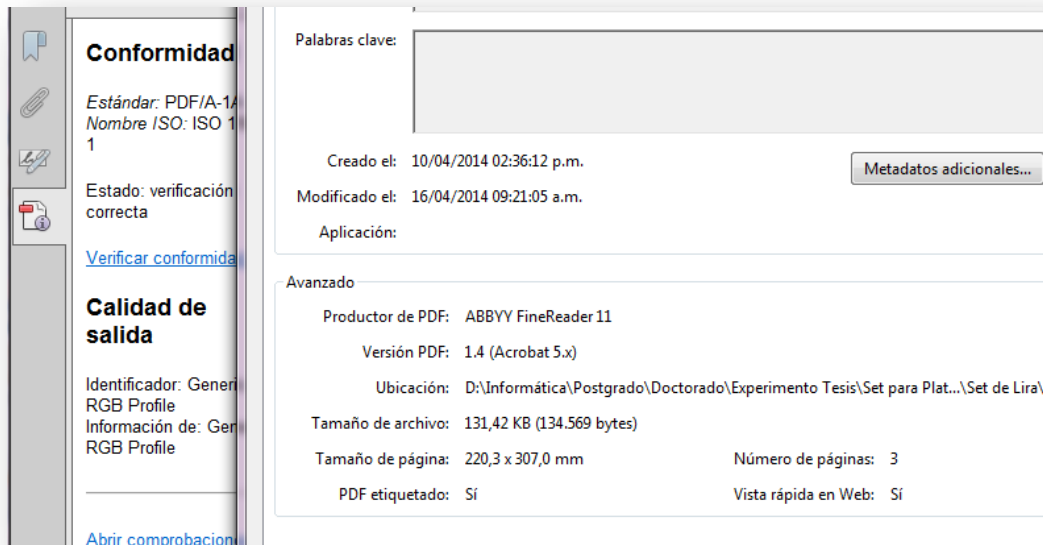 Conformidad
Estándar: PDF/A-1A
Nombre ISO: ISO 1
1
Estado: verificación
correcta
Verificar conformida
Calidad de
salida
Identificador: Generi
RGB Profile
Información de: Gen
RGB Profile
Abrir comprobacion
Palabras clave:
Creado el: 10/04/2014 02:36:12 p.m.
Metadatos adicionales...
Modificado el: 16/04/2014 09:21:05 a.m.
Aplicación:
Avanzado
Productor de PDF: ABBYY FineReader 11
Versión PDF: 1.4 (Acrobat 5.x)
Ubicación: D:\Informática\Postgrado\Doctorado\Experimento Tesis\Set para Plat...\Set de Lira\
Tamaño de archivo: 131,42 KB (134.569 bytes)
Tamaño de página: 220,3 x 307,0 mm Número de páginas: 3
PDF etiquetado: Sí Vista rápida en Web: Sí